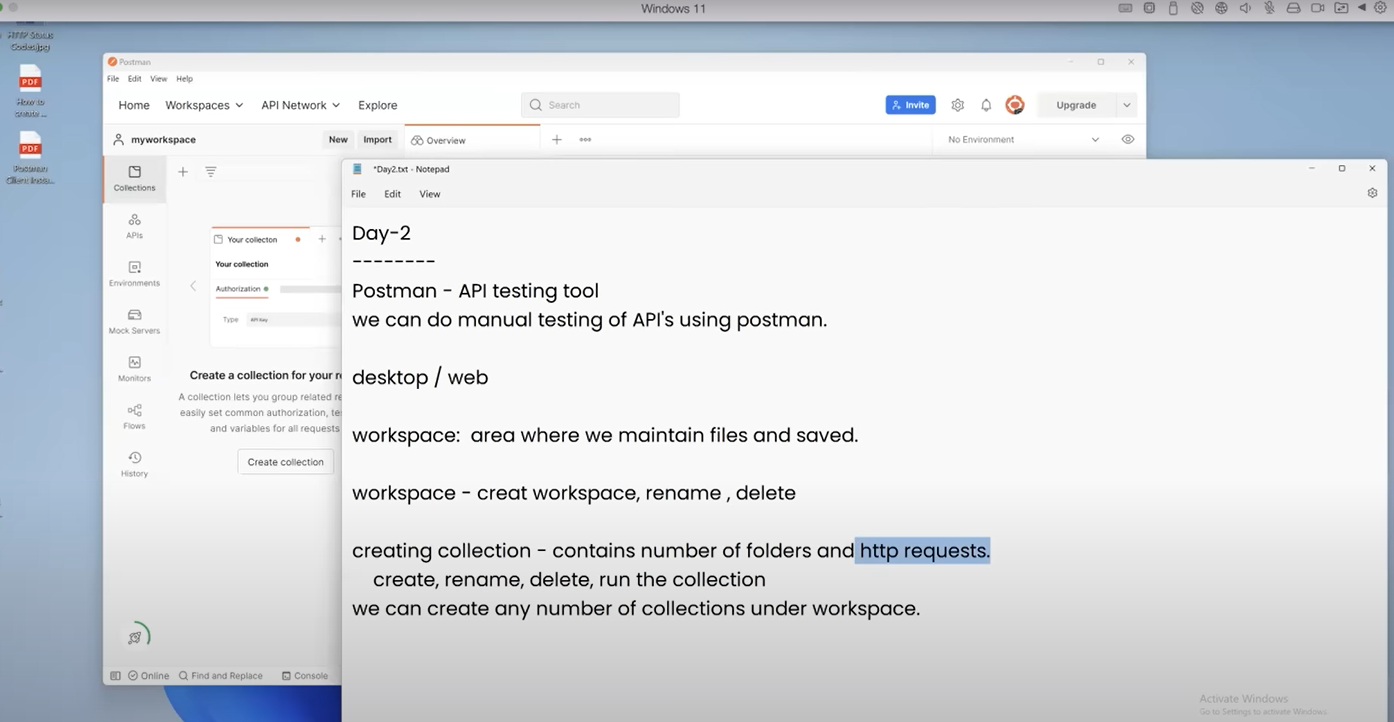 Windows 11
HTTP Status
Codes.jpg
PDF
How to
create ...
PDF
Postman
Client Insta...
Postman
File Edit View Help
Home Workspaces API Network Explore
Search
Invite
Upgrade
myworkspace
New Import
Overview
No Environment
Collections
APIs
Environments
Mock Servers
Monitors
Flows
History
Your collecton
Your collection
Authorization
Type API Key
Create a collection for your r
A collection lets you group related re
easily set common authorization, te
and variables for all requests
Create collection
Online Find and Replace Console
*Day2.txt - Notepad
File Edit View
Day-2
--------
Postman - API testing tool
we can do manual testing of API's using postman.
desktop / web
workspace:  area where we maintain files and saved.
workspace - creat workspace, rename , delete
creating collection - contains number of folders and http requests.
create, rename, delete, run the collection
we can create any number of collections under workspace.
Activate Windows
Go to Settings to activate Windows.